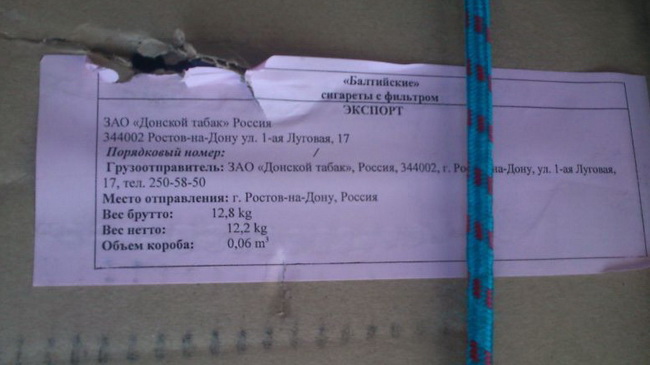 «Балтийские»
сигареты с фильтром
ЭКСПОРТ
ЗАО «Донской табак» Россия
344002 Ростов-на-Дону ул. 1-ая Луговая, 17
Порядковый номер: /
Грузоотправитель: ЗАО «Донской табак», Россия, 344002, г. Ро на-Дону, ул. 1-ая Луговая,
17, тел. 250-58-50
Место отправления: г. Ростов-на-Дону, Россия
Вес брутто: 12,8 kg
Вес нетто: 12,2 kg
Объем короба: 0,06 m³